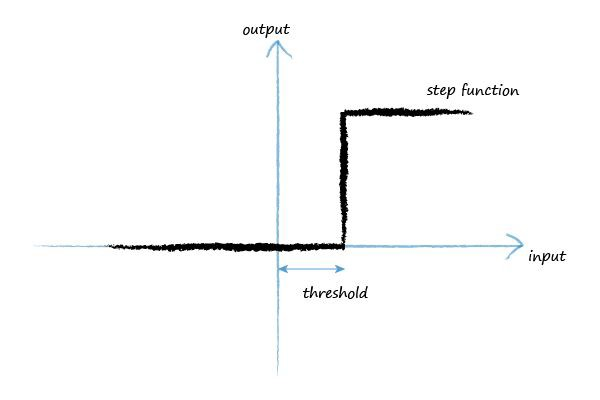 output
step function
input
threshold